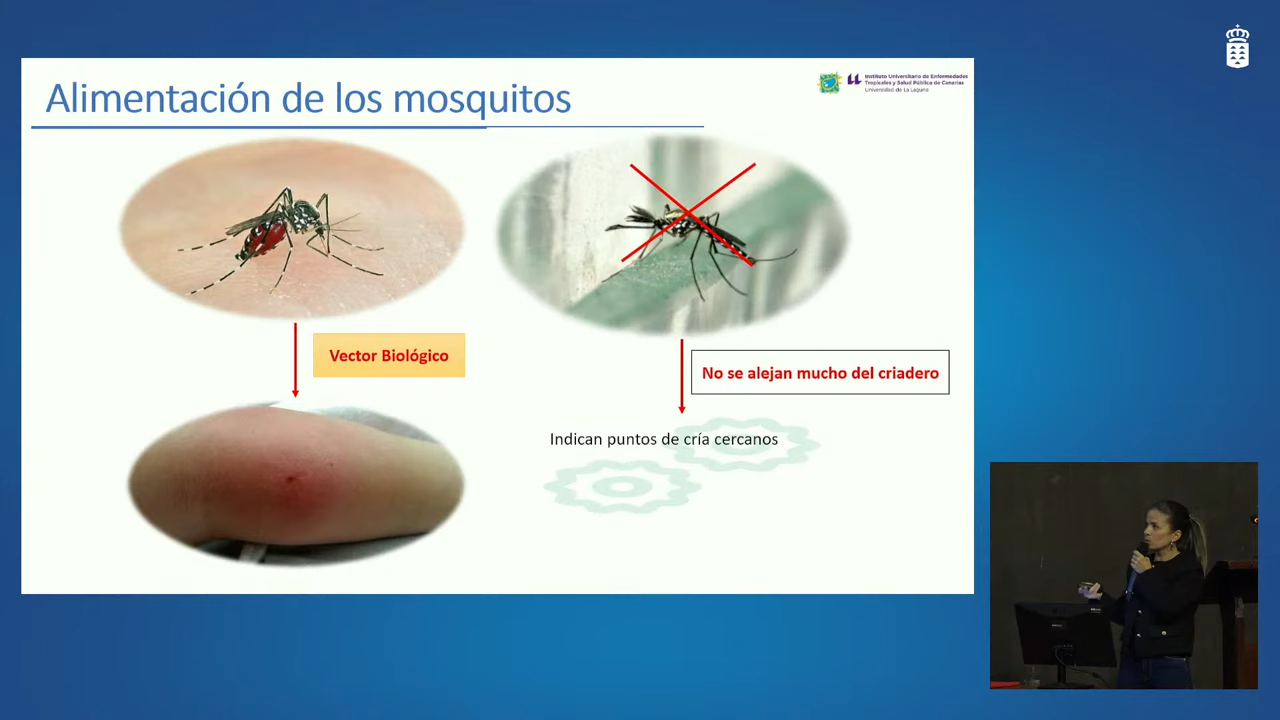 Alimentación de los mosquitos
Instituto Universitario de Enfermedades
Tropicales y Salud Pública de Canarias
Universidad de La Laguna
Vector Biológico
No se alejan mucho del criadero
Indican puntos de cría cercanos